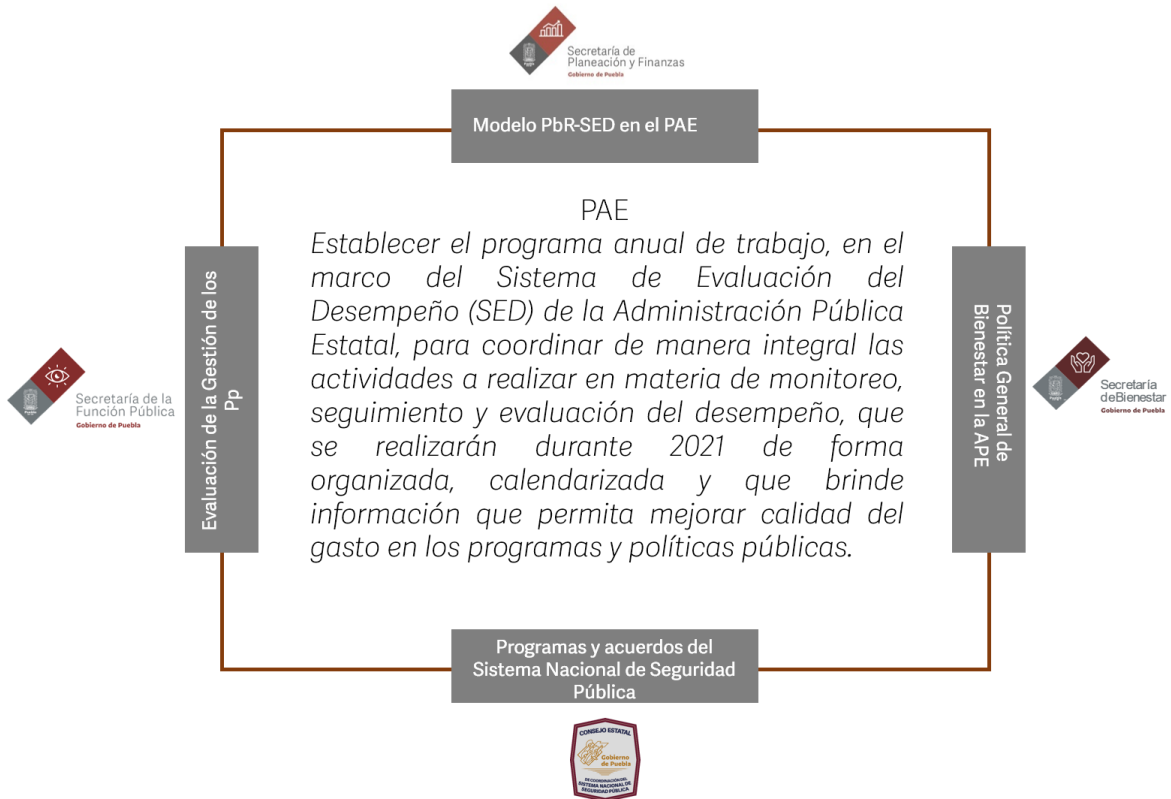 Secretaría de
Planeación y Finanzas
Gobierno de Puebla
Modelo PbR-SED en el PAE
PAE
Establecer el programa anual de trabajo, en el
marco del Sistema de Evaluación del
Desempeño (SED) de la Administración Pública
Estatal, para coordinar de manera integral las
actividades a realizar en materia de monitoreo,
seguimiento y evaluación del desempeño, que
se realizarán durante 2021 de forma
organizada, calendarizada y que brinde
información que permita mejorar calidad del
gasto en los programas y políticas públicas.
Evaluación de la Gestión de los
Pp
Secretaría de la
Función Pública
Gobierno de Puebla
Política General de
Bienestar en la APE
Secretaría
deBienestar
Gobierno de Puebla
Programas y acuerdos del
Sistema Nacional de Seguridad
Pública
CONSEJO ESTATAL
Gobierno
de Puebla
DE COORDINACIÓN DEL
SISTEMA NACIONAL DE
SEGURIDAD PÚBLICA